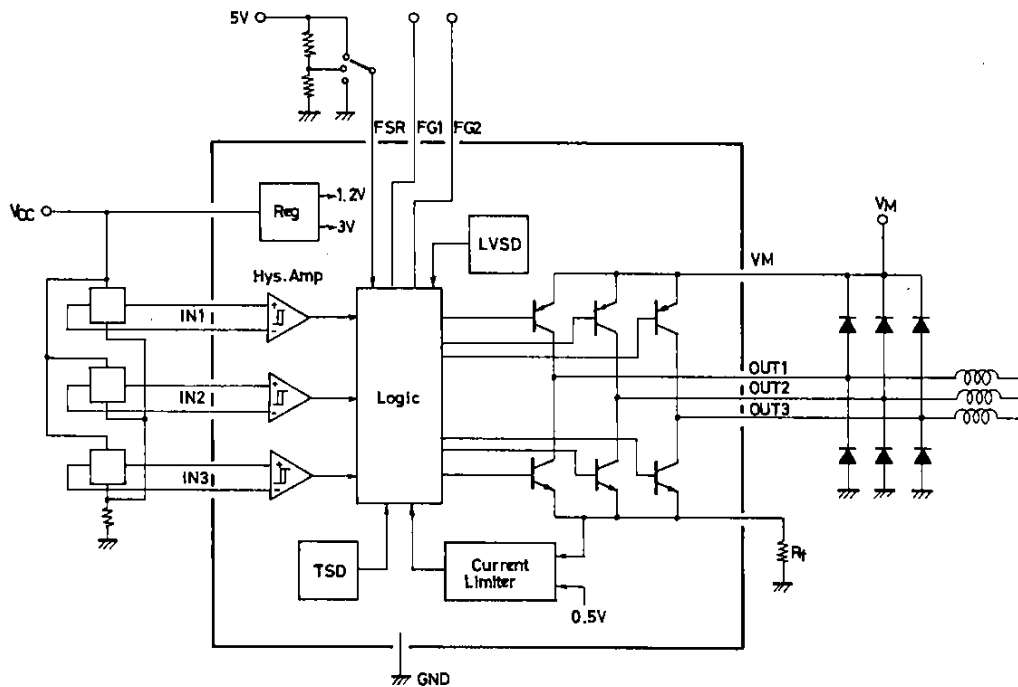 5V
FSR
FG1
FG2
VCC
Reg
1.2V
3V
LVSD
VM
VM
Hys.Amp
IN1
IN2
IN3
Logic
OUT1
OUT2
OUT3
TSD
Current
Limiter
0.5V
Rf
GND